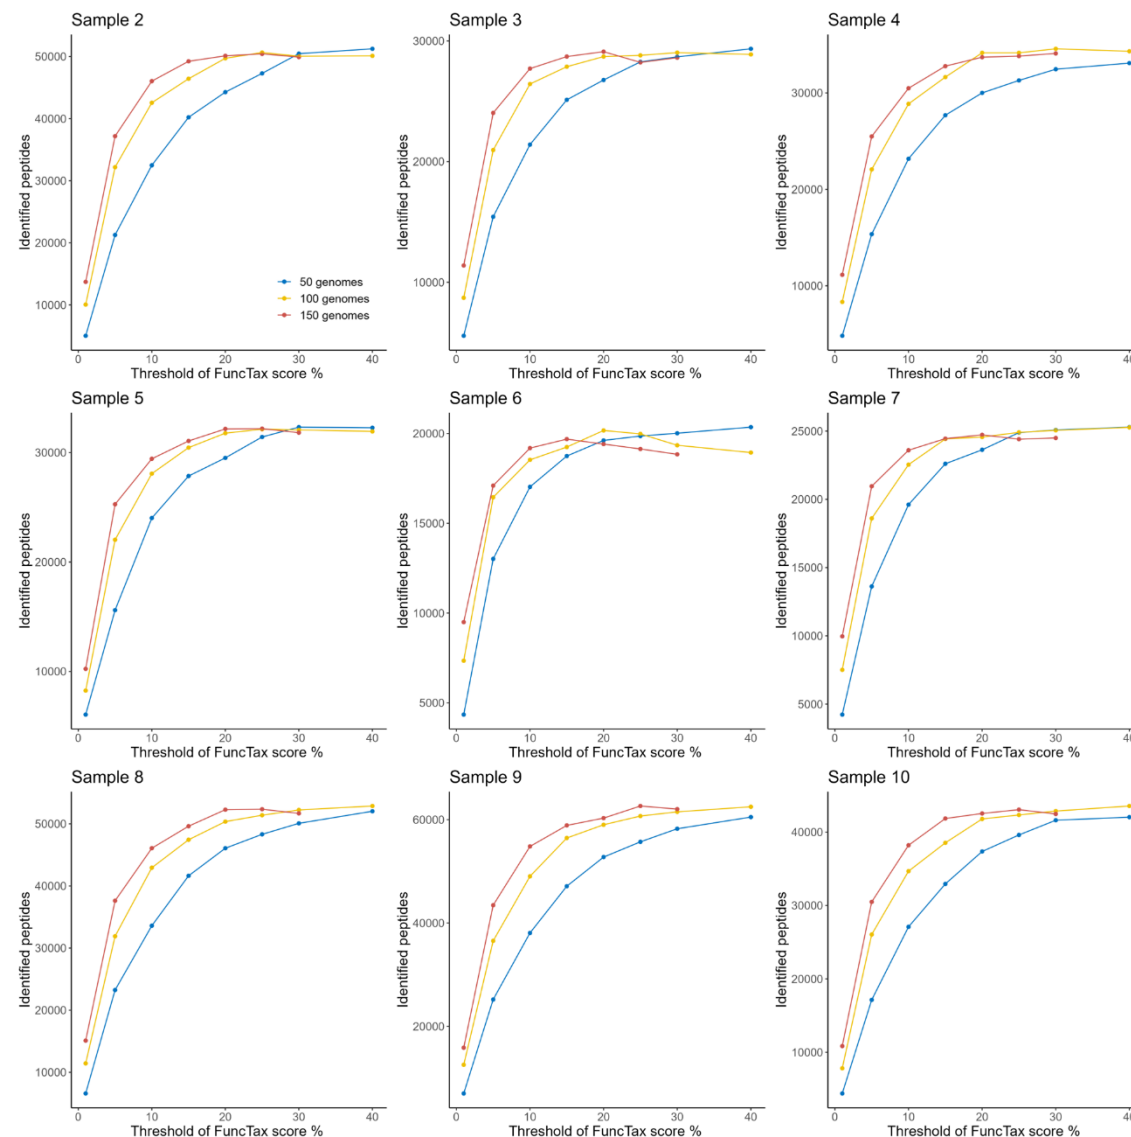 Sample 2
Identified peptides
50000
40000
30000
20000
10000
50 genomes
100 genomes
150 genomes
0 10 20 30 40
Threshold of FuncTax score %
Sample 3
Identified peptides
30000
20000
10000
0 10 20 30 40
Threshold of FuncTax score %
Sample 4
Identified peptides
30000
20000
10000
0 10 20 30 40
Threshold of FuncTax score %
Sample 5
Identified peptides
30000
20000
10000
0 10 20 30 40
Threshold of FuncTax score %
Sample 6
Identified peptides
20000
15000
10000
5000
0 10 20 30 40
Threshold of FuncTax score %
Sample 7
Identified peptides
25000
20000
15000
10000
5000
0 10 20 30 40
Threshold of FuncTax score %
Sample 8
Identified peptides
50000
40000
30000
20000
10000
0 10 20 30 40
Threshold of FuncTax score %
Sample 9
Identified peptides
60000
40000
20000
0 10 20 30 40
Threshold of FuncTax score %
Sample 10
Identified peptides
40000
30000
20000
10000
0 10 20 30 40
Threshold of FuncTax score %